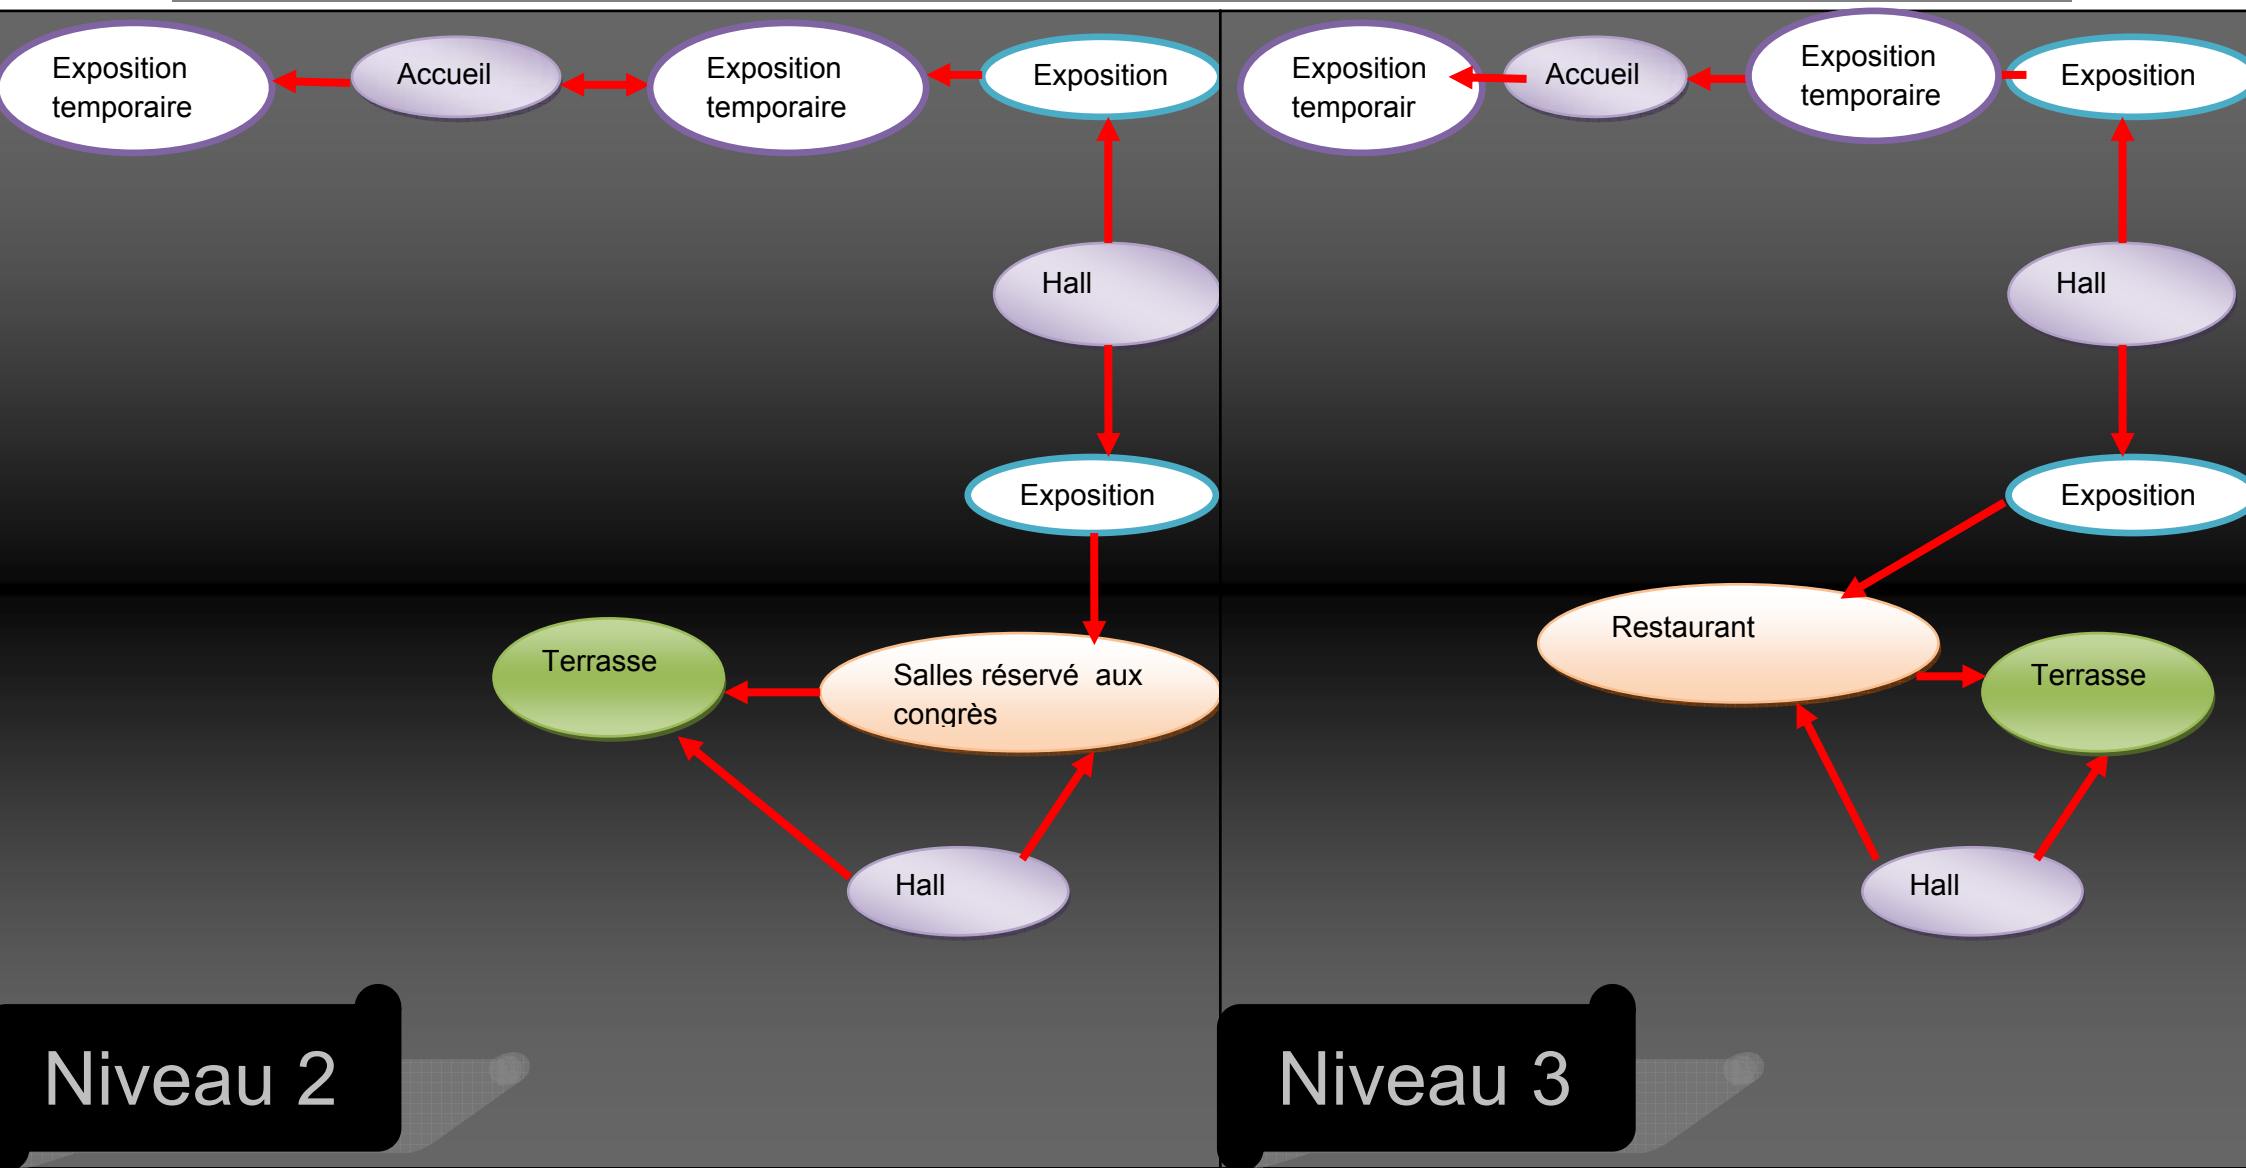 Exposition
temporaire
Accueil
Exposition
temporaire
Exposition
Hall
Exposition
Terrasse
Salles réservé aux
congrès
Hall
Niveau 2
Exposition
temporair
Accueil
Exposition
temporaire
Exposition
Hall
Exposition
Restaurant
Terrasse
Hall
Niveau 3